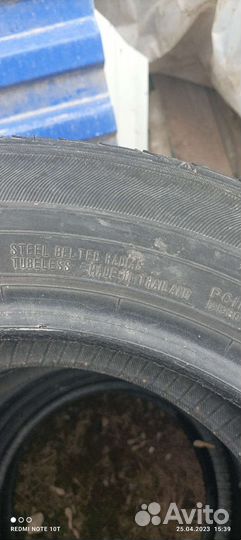 STEEL BELTED RADIAL
TUBELESS MADE IN THAILAND
REDMI NOTE 10T
25.04.2023 15:39
Avito